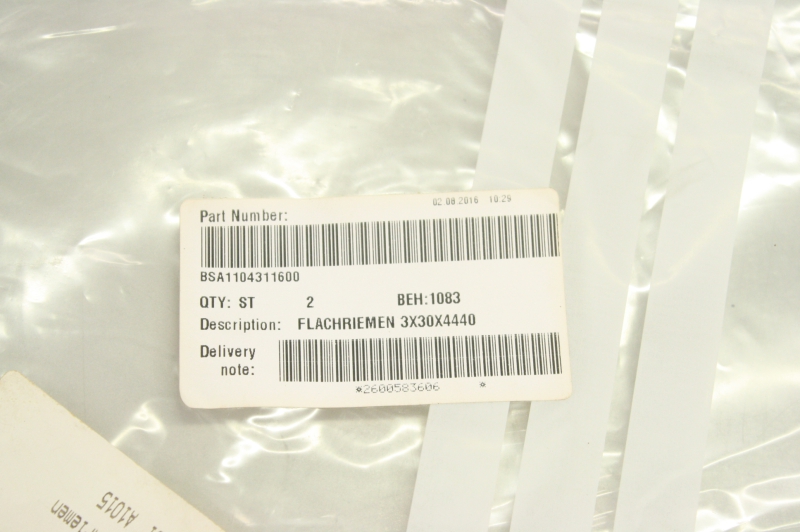 02.08.2016 10:29
Part Number:
BSA1104311600
QTY: ST 2 BEH:1083
Description: FLACHRIEMEN 3X30X4440
Delivery
note:
*2600583606 *
A1015